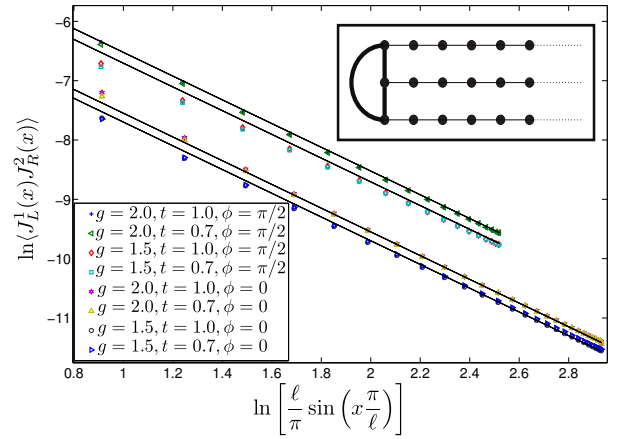 −6
−7
−8
−9
−10
−11
ln⟨J_L^1(x)J_R^2(x)⟩
g = 2.0, t = 1.0, ϕ = π/2
g = 2.0, t = 0.7, ϕ = π/2
g = 1.5, t = 1.0, ϕ = π/2
g = 1.5, t = 0.7, ϕ = π/2
g = 2.0, t = 1.0, ϕ = 0
g = 2.0, t = 0.7, ϕ = 0
g = 1.5, t = 1.0, ϕ = 0
g = 1.5, t = 0.7, ϕ = 0
0.8 1 1.2 1.4 1.6 1.8 2 2.2 2.4 2.6 2.8
ln [ℓ/π sin (x π/ℓ)]